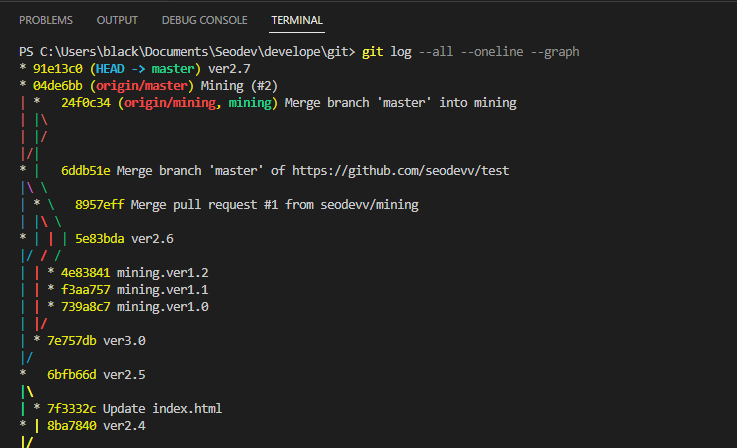 PROBLEMS OUTPUT DEBUG CONSOLE TERMINAL
PS C:\Users\black\Documents\Seodev\develope\git> git log --all --oneline --graph
* 91e13c0 (HEAD -> master) ver2.7
* 04de6bb (origin/master) Mining (#2)
| *   24f0c34 (origin/mining, mining) Merge branch 'master' into mining
| |\
| |/
|/|
* |   6ddb51e Merge branch 'master' of https://github.com/seodevv/test
|\ \
| * \   8957eff Merge pull request #1 from seodevv/mining
| |\ \
* | | | 5e83bda ver2.6
|/ / /
| | * 4e83841 mining.ver1.2
| | * f3aa757 mining.ver1.1
| | * 739a8c7 mining.ver1.0
| |/
| * 7e757db ver3.0
|/
*   6bfb66d ver2.5
|\
| * 7f3332c Update index.html
* | 8ba7840 ver2.4
|/